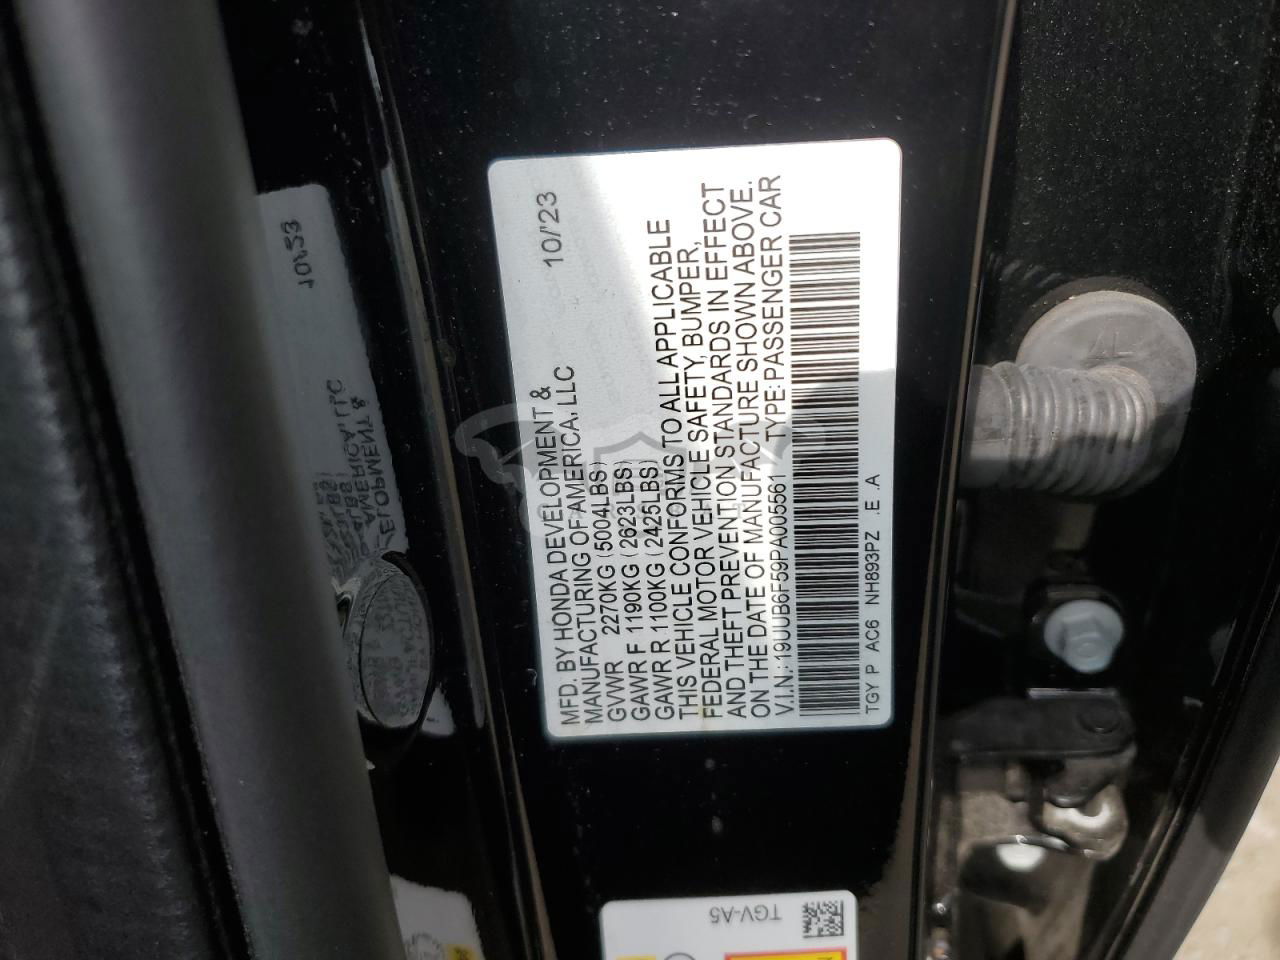 MFD. BY HONDA DEVELOPMENT &
MANUFACTURING OF AMERICA, LLC 10/'23
GVWR 2270KG (5004LBS)
GAWR F 1190KG (2623LBS)
GAWR R 1100KG (2425LBS)
THIS VEHICLE CONFORMS TO ALL APPLICABLE
FEDERAL MOTOR VEHICLE SAFETY, BUMPER,
AND THEFT PREVENTION STANDARDS IN EFFECT
ON THE DATE OF MANUFACTURE SHOWN ABOVE.
V.I.N.: 19UUB6F59PA005561 TYPE: PASSENGER CAR
TGY P AC6 NH893PZ .E .A
TGV-A5